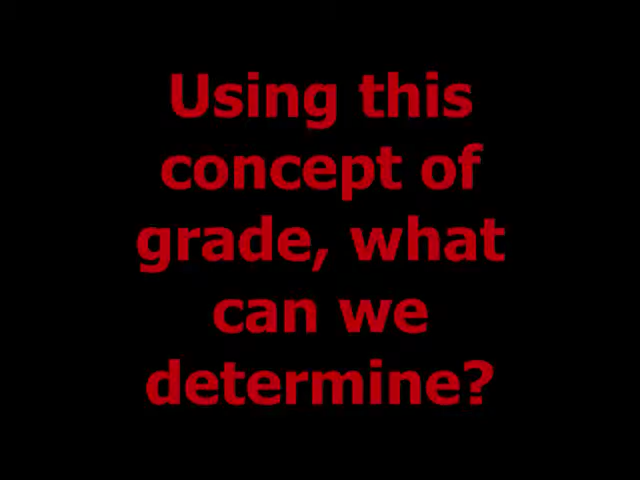 Using this
concept of
grade, what
can we
determine?